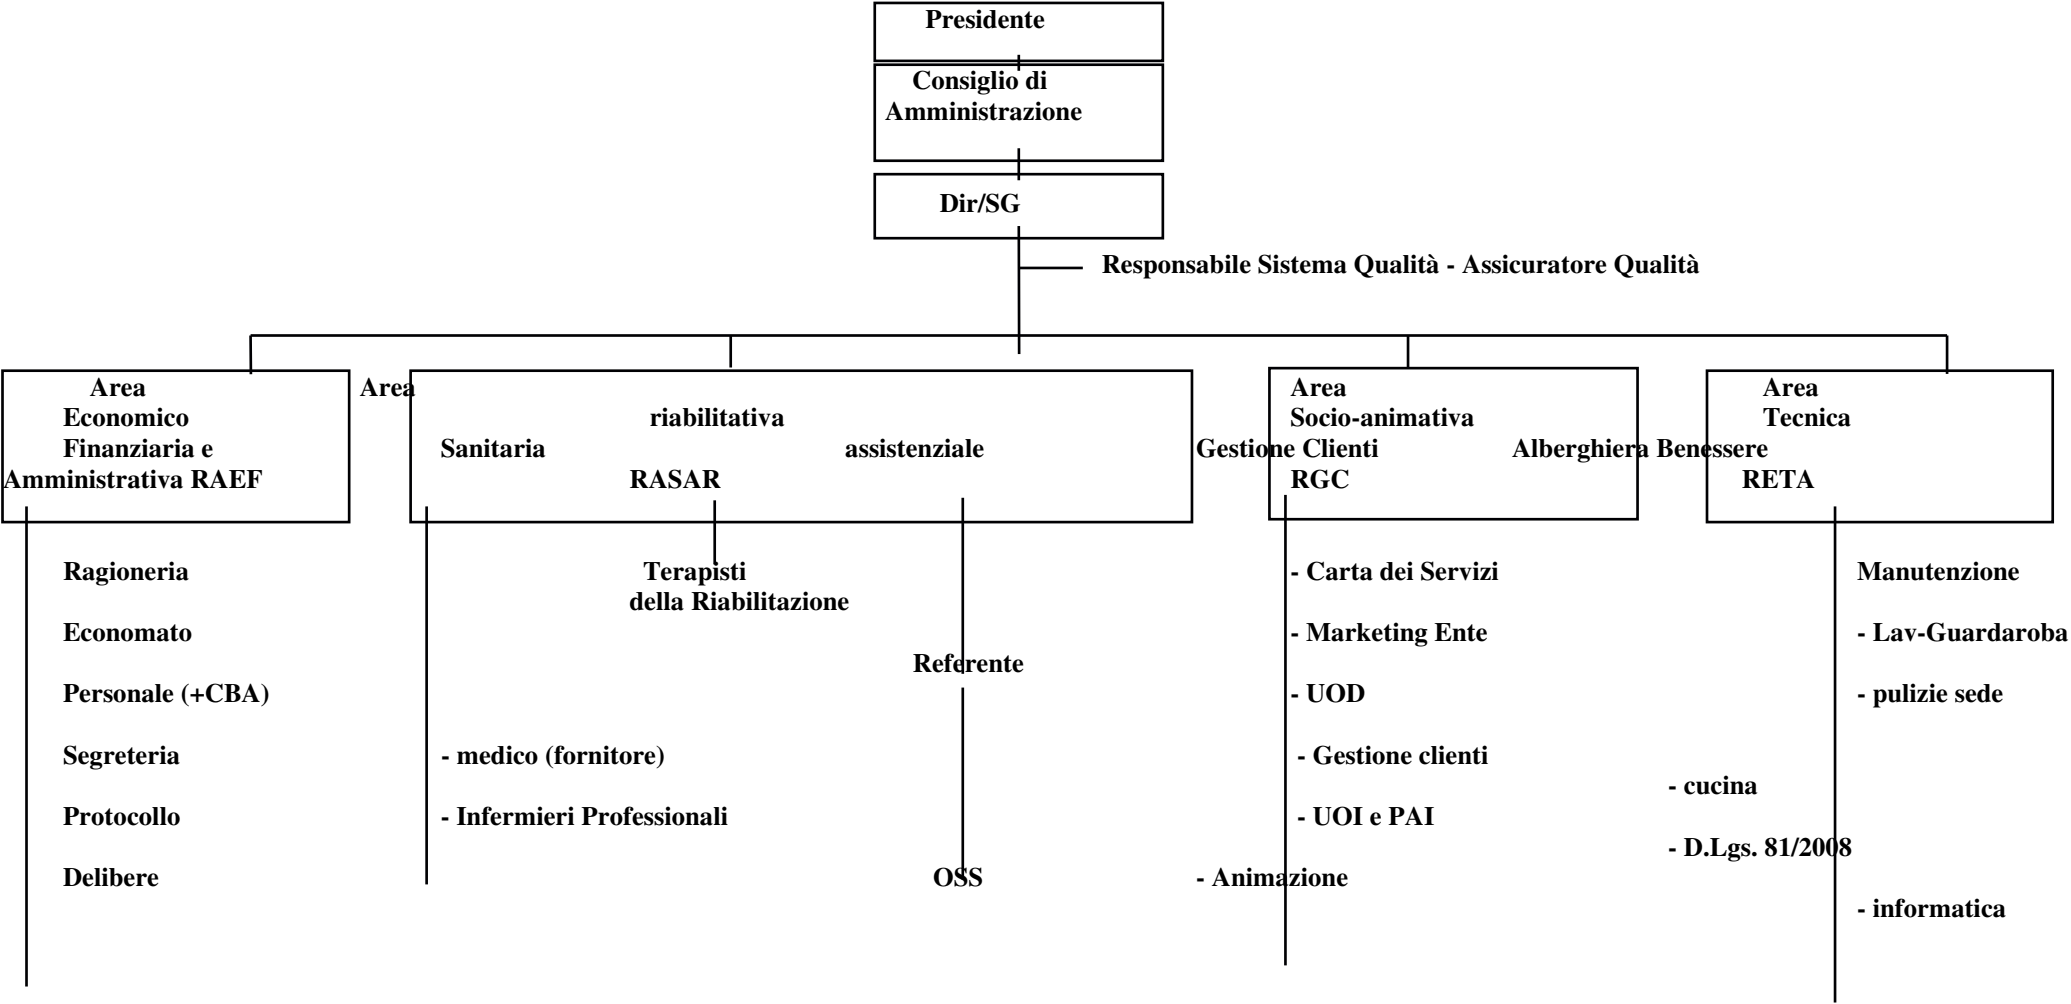 Presidente
Consiglio di
Amministrazione
Dir/SG
Responsabile Sistema Qualità - Assicuratore Qualità
Area Area Area Area
Economico riabilitativa Socio-animativa Tecnica
Finanziaria e Sanitaria assistenziale Gestione Clienti Alberghiera Benessere
Amministrativa RAEF RASAR RGC RETA
Ragioneria Terapisti - Carta dei Servizi Manutenzione
della Riabilitazione
Economato - Marketing Ente - Lav-Guardaroba
Referente
Personale (+CBA) - UOD - pulizie sede
Segreteria - medico (fornitore) - Gestione clienti
- cucina
Protocollo - Infermieri Professionali - UOI e PAI
- D.Lgs. 81/2008
Delibere OSS - Animazione
- informatica